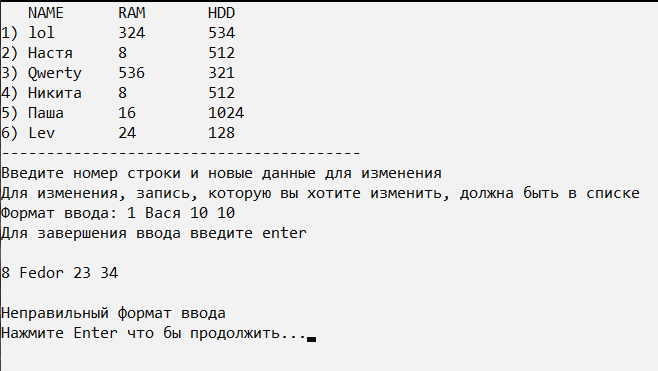 NAME RAM HDD
1) lol 324 534
2) Настя 8 512
3) Qwerty 536 321
4) Никита 8 512
5) Паша 16 1024
6) Lev 24 128
----------------------------------------
Введите номер строки и новые данные для изменения
Для изменения, запись, которую вы хотите изменить, должна быть в списке
Формат ввода: 1 Вася 10 10
Для завершения ввода введите enter
8 Fedor 23 34
Неправильный формат ввода
Нажмите Enter что бы продолжить...